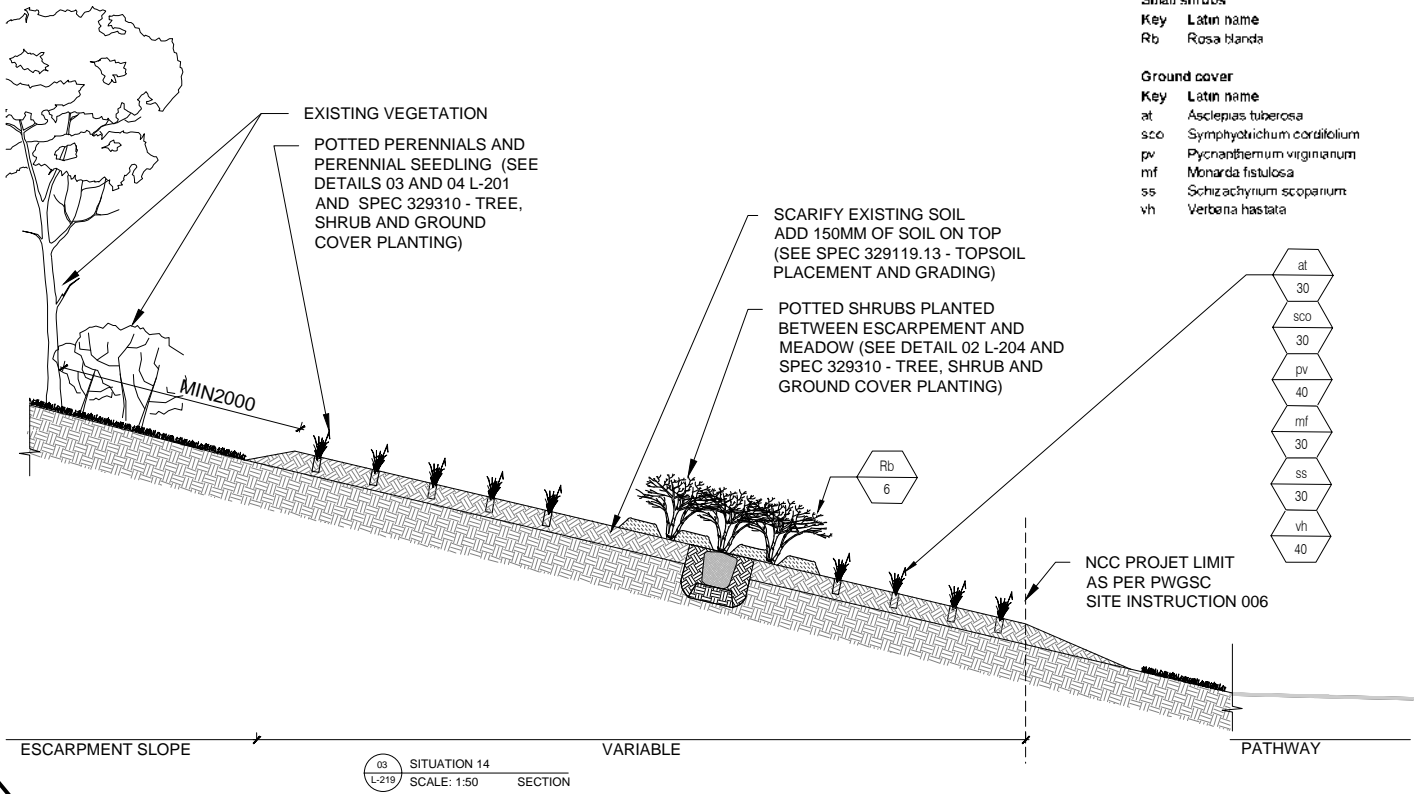 Small shrubs
Key Latin name
Rb Rosa blanda
Ground cover
Key Latin name
at Asclepias tuberosa
sco Symphyotrichum cordifolium
pv Pycnanthemum virginianum
mf Monarda fistulosa
ss Schizachyrium scoparium
vh Verbena hastata
EXISTING VEGETATION
POTTED PERENNIALS AND
PERENNIAL SEEDLING (SEE
DETAILS 03 AND 04 L-201
AND SPEC 329310 - TREE,
SHRUB AND GROUND
COVER PLANTING)
SCARIFY EXISTING SOIL
ADD 150MM OF SOIL ON TOP
(SEE SPEC 329119.13 - TOPSOIL
PLACEMENT AND GRADING)
POTTED SHRUBS PLANTED
BETWEEN ESCARPEMENT AND
MEADOW (SEE DETAIL 02 L-204 AND
SPEC 329310 - TREE, SHRUB AND
GROUND COVER PLANTING)
at
30
sco
30
pv
40
mf
30
ss
30
vh
40
MIN2000
Rb
6
NCC PROJET LIMIT
AS PER PWGSC
SITE INSTRUCTION 006
ESCARPMENT SLOPE
VARIABLE
PATHWAY
03 SITUATION 14
L-219 SCALE: 1:50 SECTION